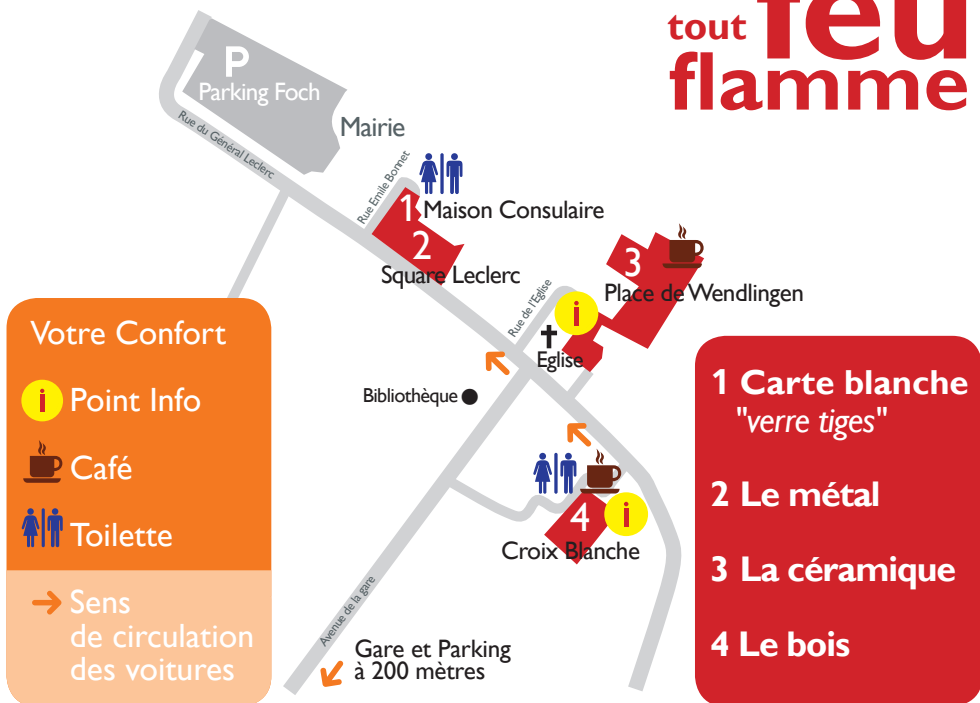 tout feu
flamme
P
Parking Foch
Mairie
Rue du Général Leclerc
Rue Emile Bonnet
1 Maison Consulaire
2
Square Leclerc
3
Place de Wendlingen
Rue de l'Eglise
i
Eglise
Bibliothèque
4
i
Croix Blanche
Avenue de la gare
Gare et Parking
à 200 mètres
Votre Confort
i Point Info
Café
Toilette
Sens
de circulation
des voitures
1 Carte blanche
"verre tiges"
2 Le métal
3 La céramique
4 Le bois